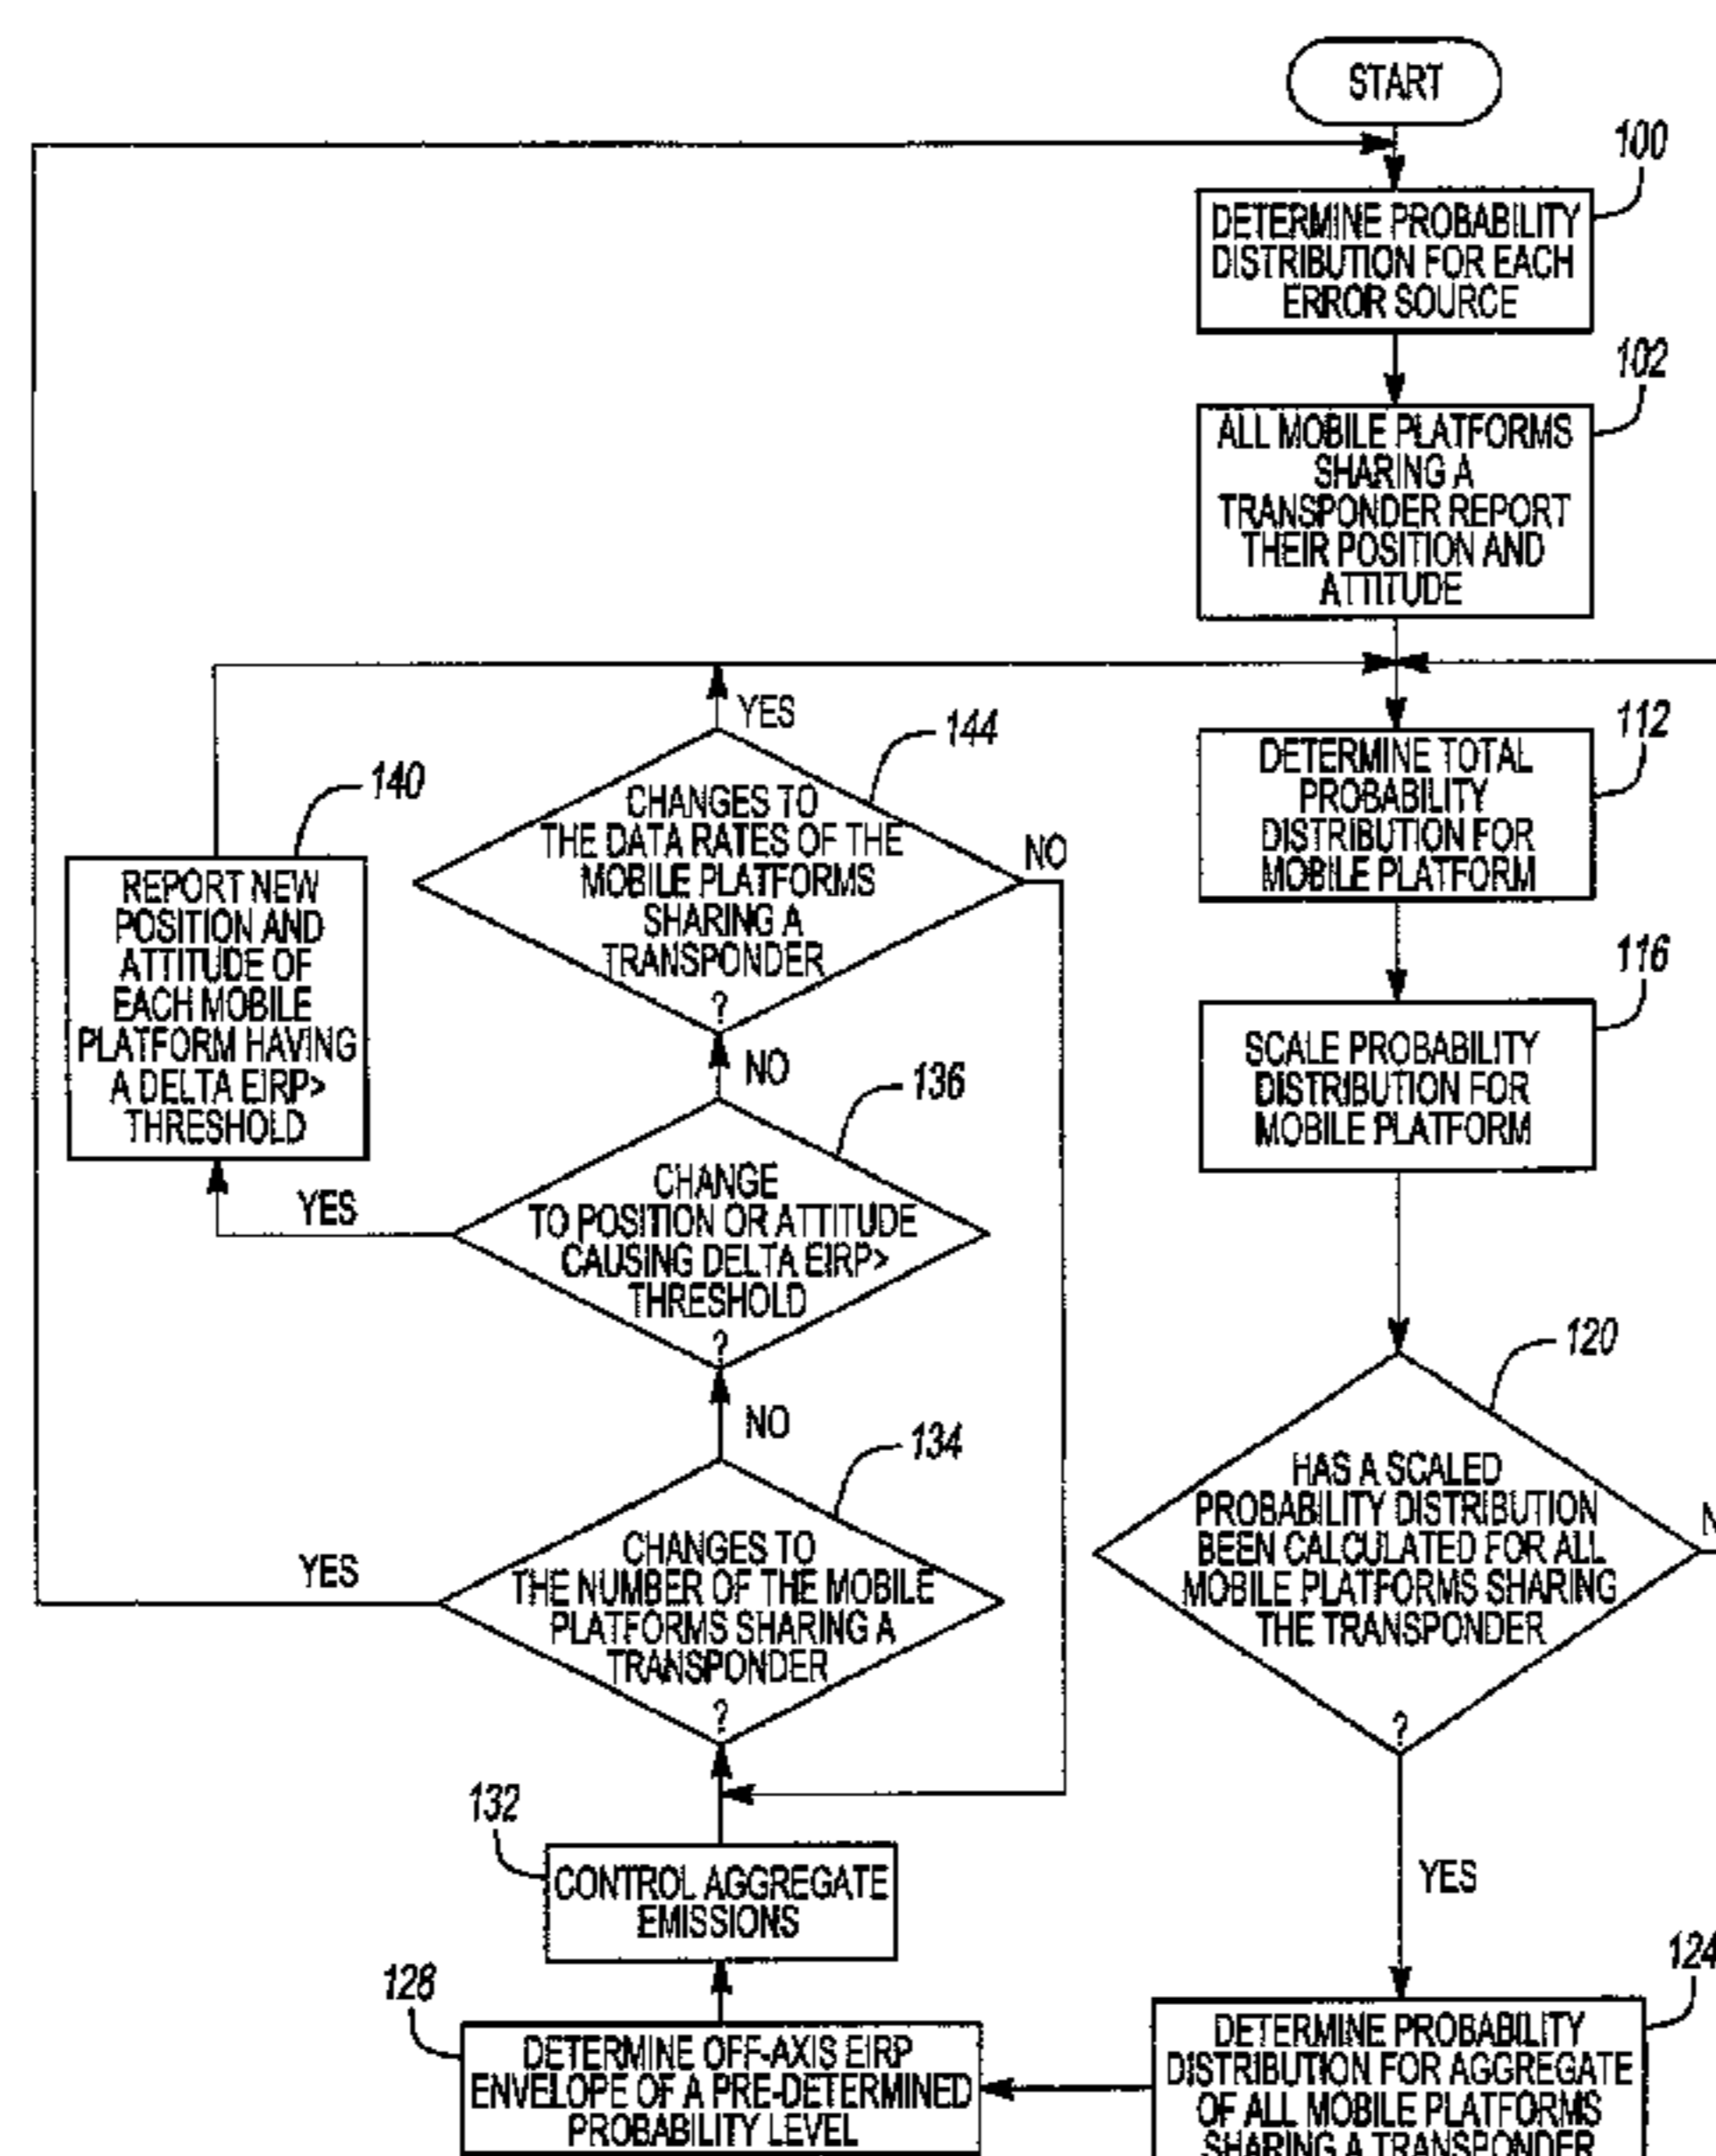 START
100
DETERMINE PROBABILITY
DISTRIBUTION FOR EACH
ERROR SOURCE
102
ALL MOBILE PLATFORMS
SHARING A
TRANSPONDER REPORT
THEIR POSITION AND
ATTITUDE
112
DETERMINE TOTAL
PROBABILITY
DISTRIBUTION FOR
MOBILE PLATFORM
116
SCALE PROBABILITY
DISTRIBUTION FOR
MOBILE PLATFORM
120
HAS A SCALED
PROBABILITY DISTRIBUTION
BEEN CALCULATED FOR ALL
MOBILE PLATFORMS SHARING
THE TRANSPONDER
?
YES
124
DETERMINE PROBABILITY
DISTRIBUTION FOR AGGREGATE
OF ALL MOBILE PLATFORMS
SHARING A TRANSPONDER
128
DETERMINE OFF-AXIS EIRP
ENVELOPE OF A PRE-DETERMINED
PROBABILITY LEVEL
132
CONTROL AGGREGATE
EMISSIONS
134
CHANGES TO
THE NUMBER OF THE MOBILE
PLATFORMS SHARING A
TRANSPONDER
?
YES
NO
136
CHANGE
TO POSITION OR ATTITUDE
CAUSING DELTA EIRP>
THRESHOLD
?
YES
NO
140
REPORT NEW
POSITION AND
ATTITUDE OF
EACH MOBILE
PLATFORM HAVING
A DELTA EIRP>
THRESHOLD
144
CHANGES TO
THE DATA RATES OF THE
MOBILE PLATFORMS
SHARING A
TRANSPONDER
?
YES
NO